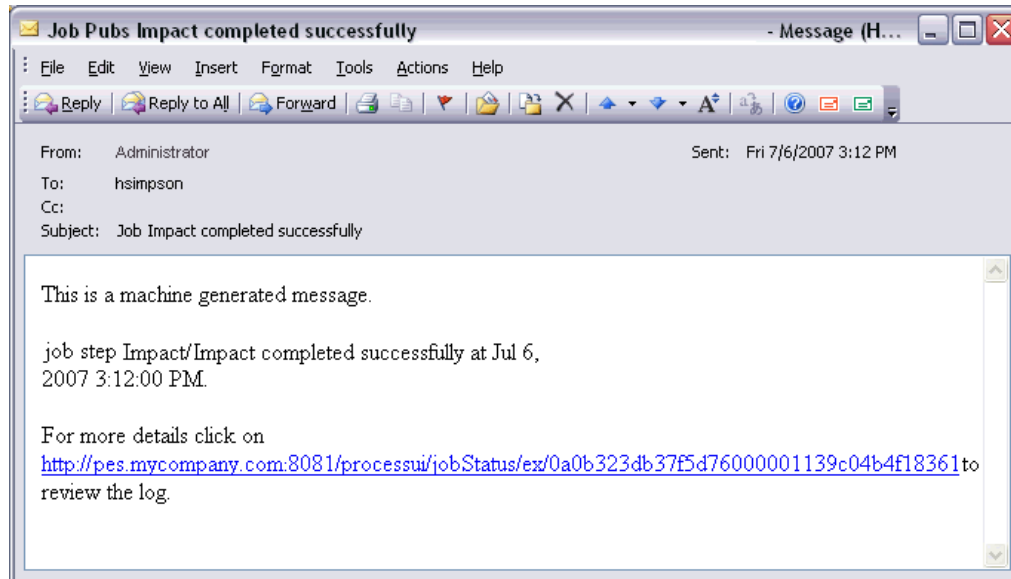 Job Pubs Impact completed successfully - Message (H...
File Edit View Insert Format Tools Actions Help
Reply Reply to All Forward
From: Administrator Sent: Fri 7/6/2007 3:12 PM
To: hsimpson
Cc:
Subject: Job Impact completed successfully
This is a machine generated message.
job step Impact/Impact completed successfully at Jul 6,
2007 3:12:00 PM.
For more details click on
http://pes.mycompany.com:8081/processui/jobStatus/ex/0a0b323db37f5d76000001139c04b4f18361to
review the log.